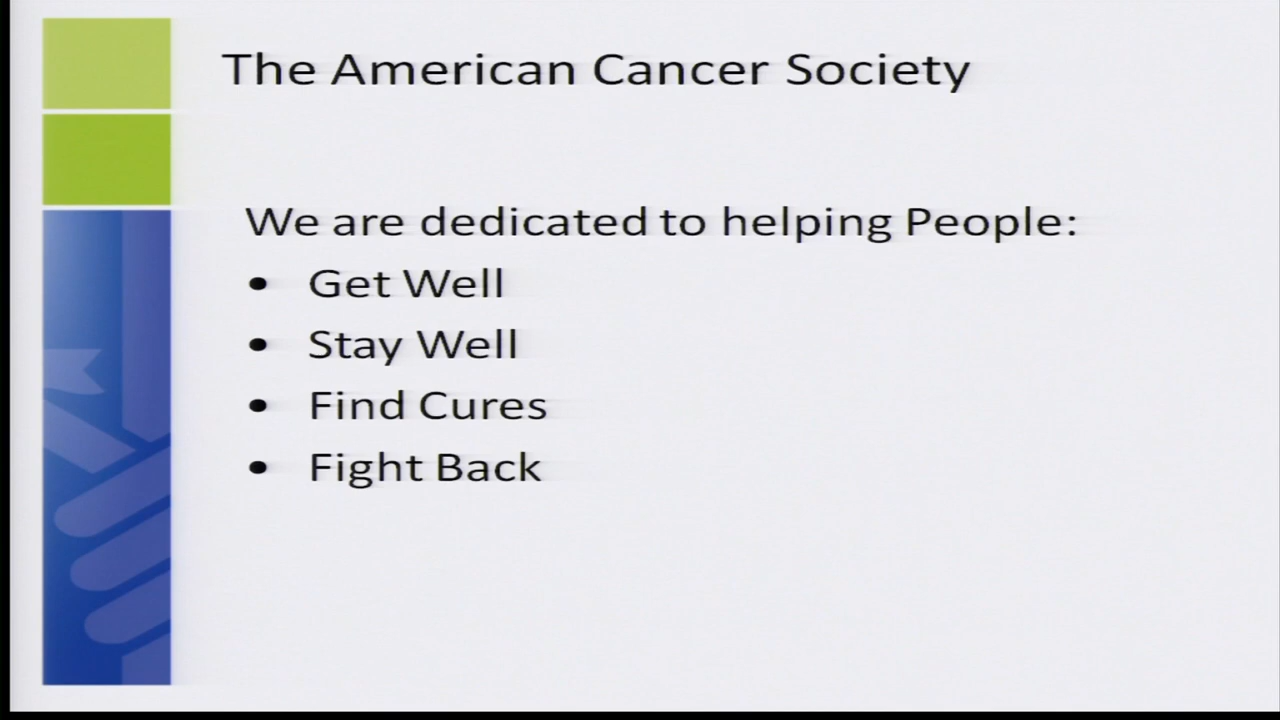 The American Cancer Society
We are dedicated to helping People:
• Get Well
• Stay Well
• Find Cures
• Fight Back